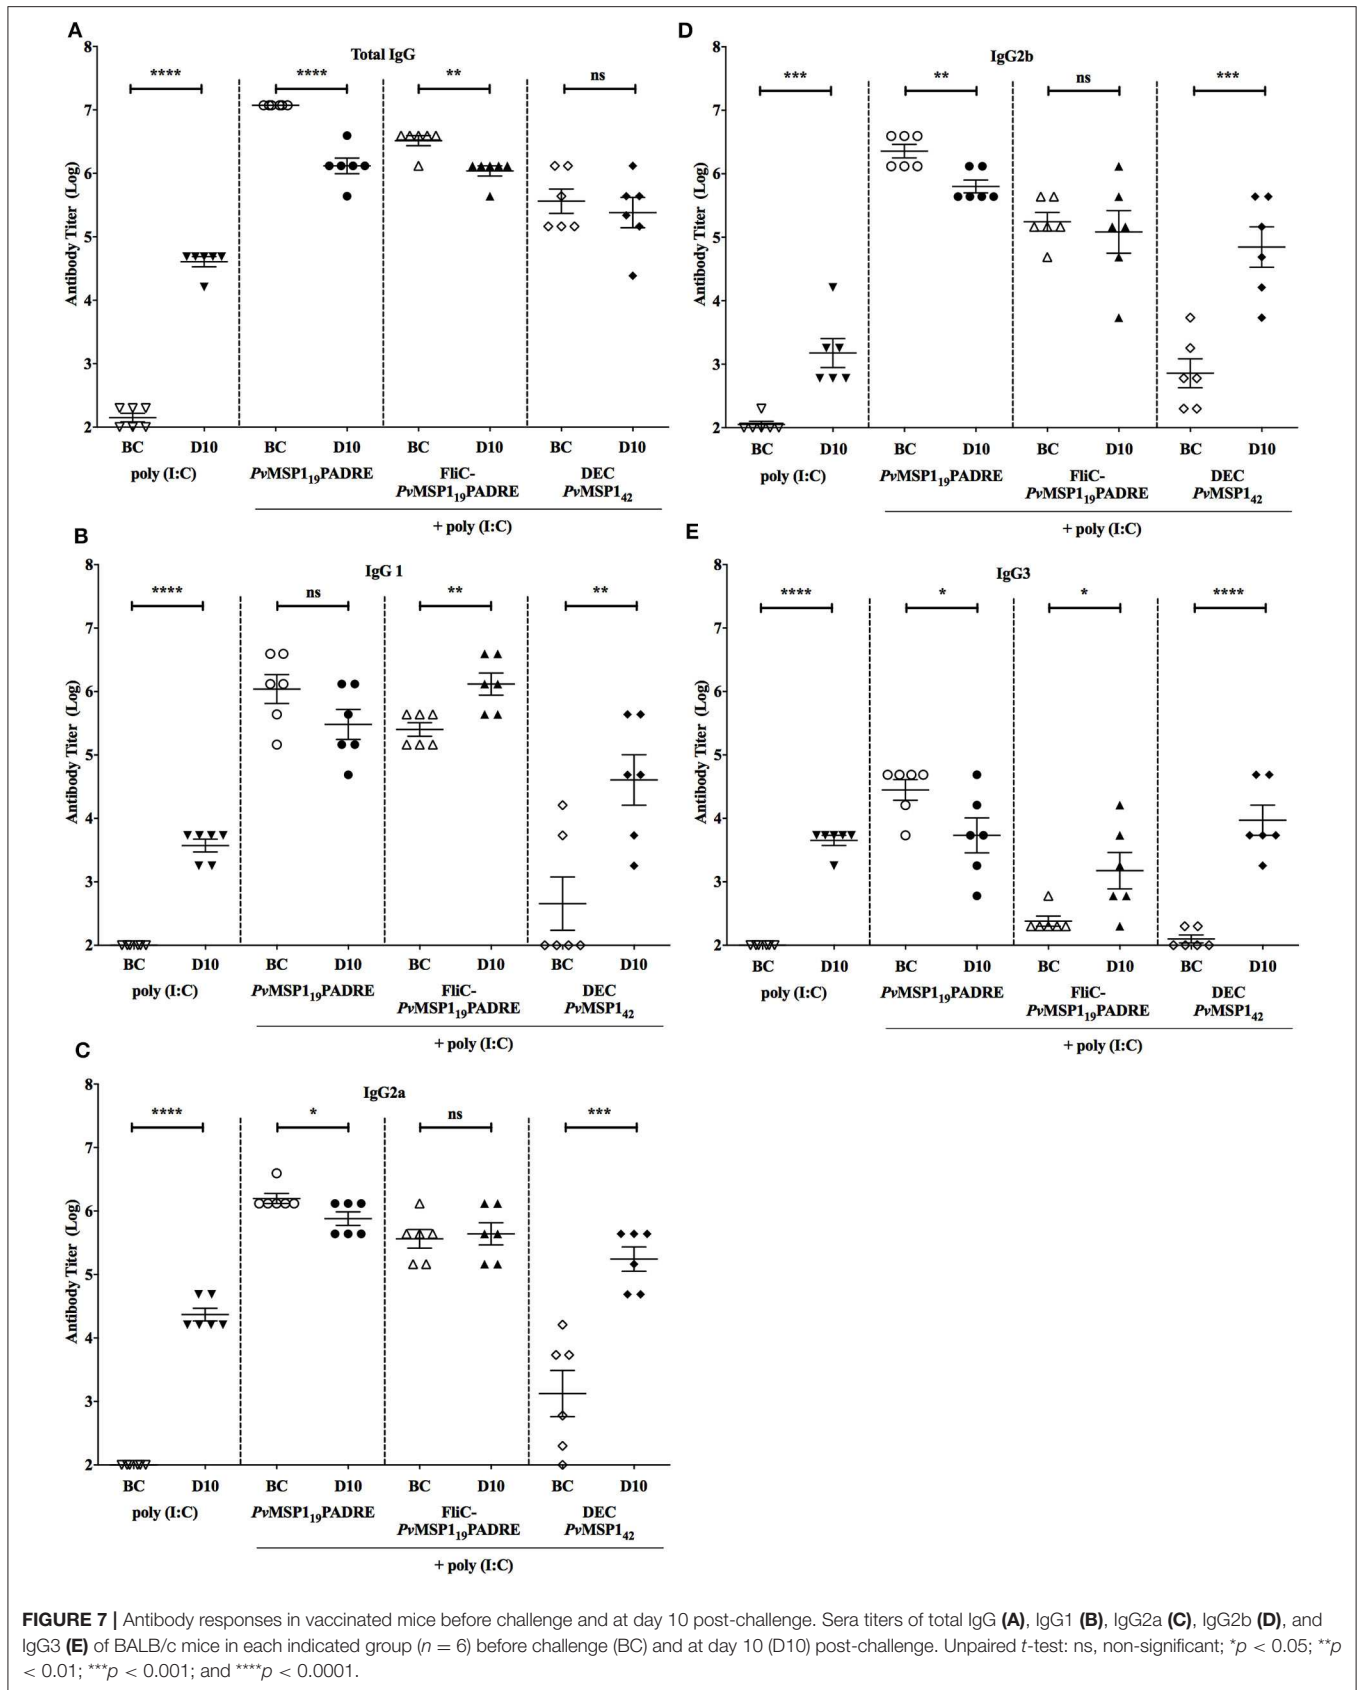 A
Total IgG
**** **** ** ns
8
7
6
5
4
3
2
Antibody Titer (Log)
BC D10 BC D10 BC D10 BC D10
poly (I:C) PvMSP1₁₉PADRE FliC- DEC
PvMSP1₁₉PADRE PvMSP1₄₂
+ poly (I:C)
B
IgG 1
**** ns ** **
8
7
6
5
4
3
2
Antibody Titer (Log)
BC D10 BC D10 BC D10 BC D10
poly (I:C) PvMSP1₁₉PADRE FliC- DEC
PvMSP1₁₉PADRE PvMSP1₄₂
+ poly (I:C)
C
IgG2a
**** * ns ***
8
7
6
5
4
3
2
Antibody Titer (Log)
BC D10 BC D10 BC D10 BC D10
poly (I:C) PvMSP1₁₉PADRE FliC- DEC
PvMSP1₁₉PADRE PvMSP1₄₂
+ poly (I:C)
D
IgG2b
*** ** ns ***
8
7
6
5
4
3
2
Antibody Titer (Log)
BC D10 BC D10 BC D10 BC D10
poly (I:C) PvMSP1₁₉PADRE FliC- DEC
PvMSP1₁₉PADRE PvMSP1₄₂
+ poly (I:C)
E
IgG3
**** * * ****
8
7
6
5
4
3
2
Antibody Titer (Log)
BC D10 BC D10 BC D10 BC D10
poly (I:C) PvMSP1₁₉PADRE FliC- DEC
PvMSP1₁₉PADRE PvMSP1₄₂
+ poly (I:C)
FIGURE 7 | Antibody responses in vaccinated mice before challenge and at day 10 post-challenge. Sera titers of total IgG (A), IgG1 (B), IgG2a (C), IgG2b (D), and
IgG3 (E) of BALB/c mice in each indicated group (n = 6) before challenge (BC) and at day 10 (D10) post-challenge. Unpaired t-test: ns, non-significant; *p < 0.05; **p
< 0.01; ***p < 0.001; and ****p < 0.0001.